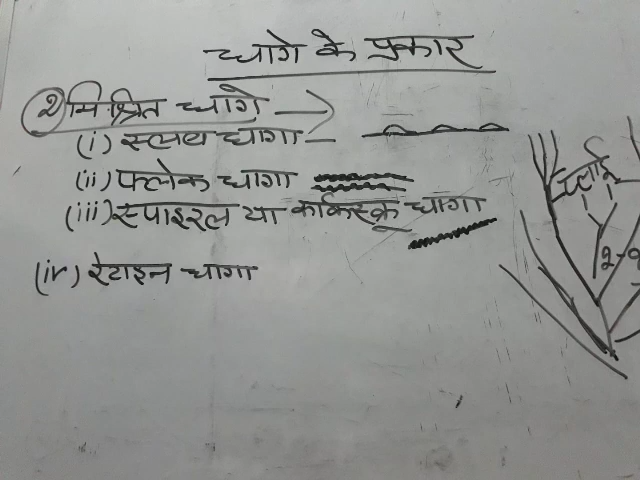 धागे के प्रकार
2 मिश्रित धागे
(i) स्लब धागा
(ii) फ्लेक धागा
(iii) स्पाइरल या कॉर्कस्क्रू धागा
(iv) रेटाइन धागा
प्लाई